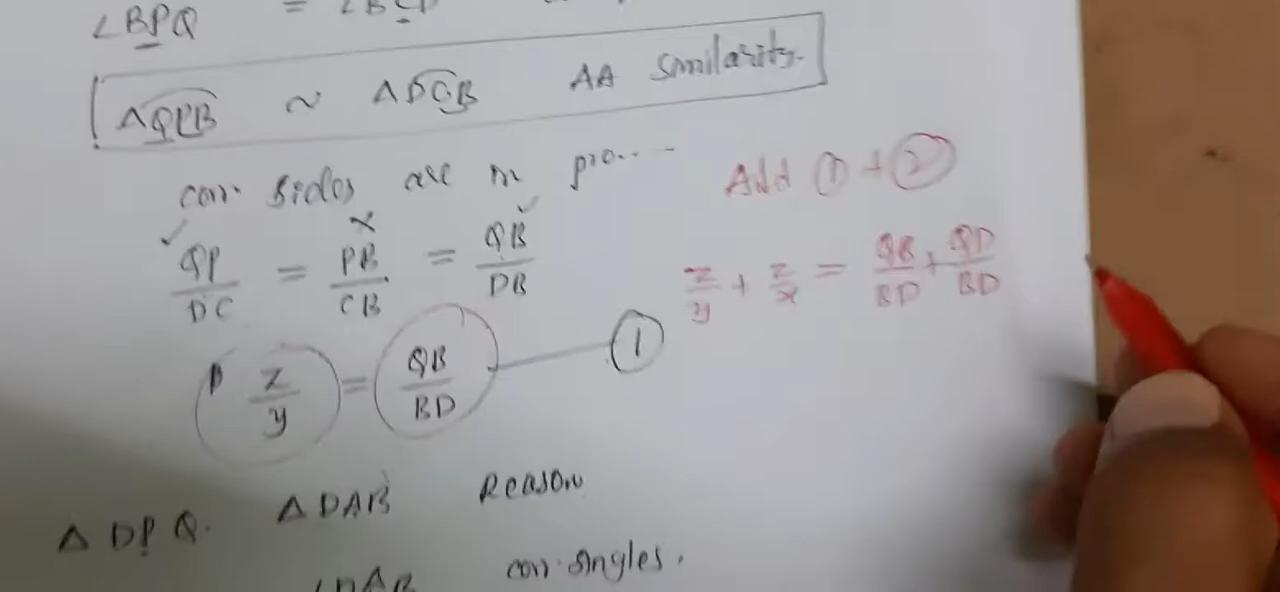 ∠BPQ = ∠BCD
△QPB ~ △DCB AA similarity.
corr sides are in pro....
QP/DC = PB/CB = QB/DB
z/y = QB/BD ①
Add ① + ②
z/y + z/x = QB/BD + QD/BD
△DPQ. △DAB Reason
∠DAB corr. angles.